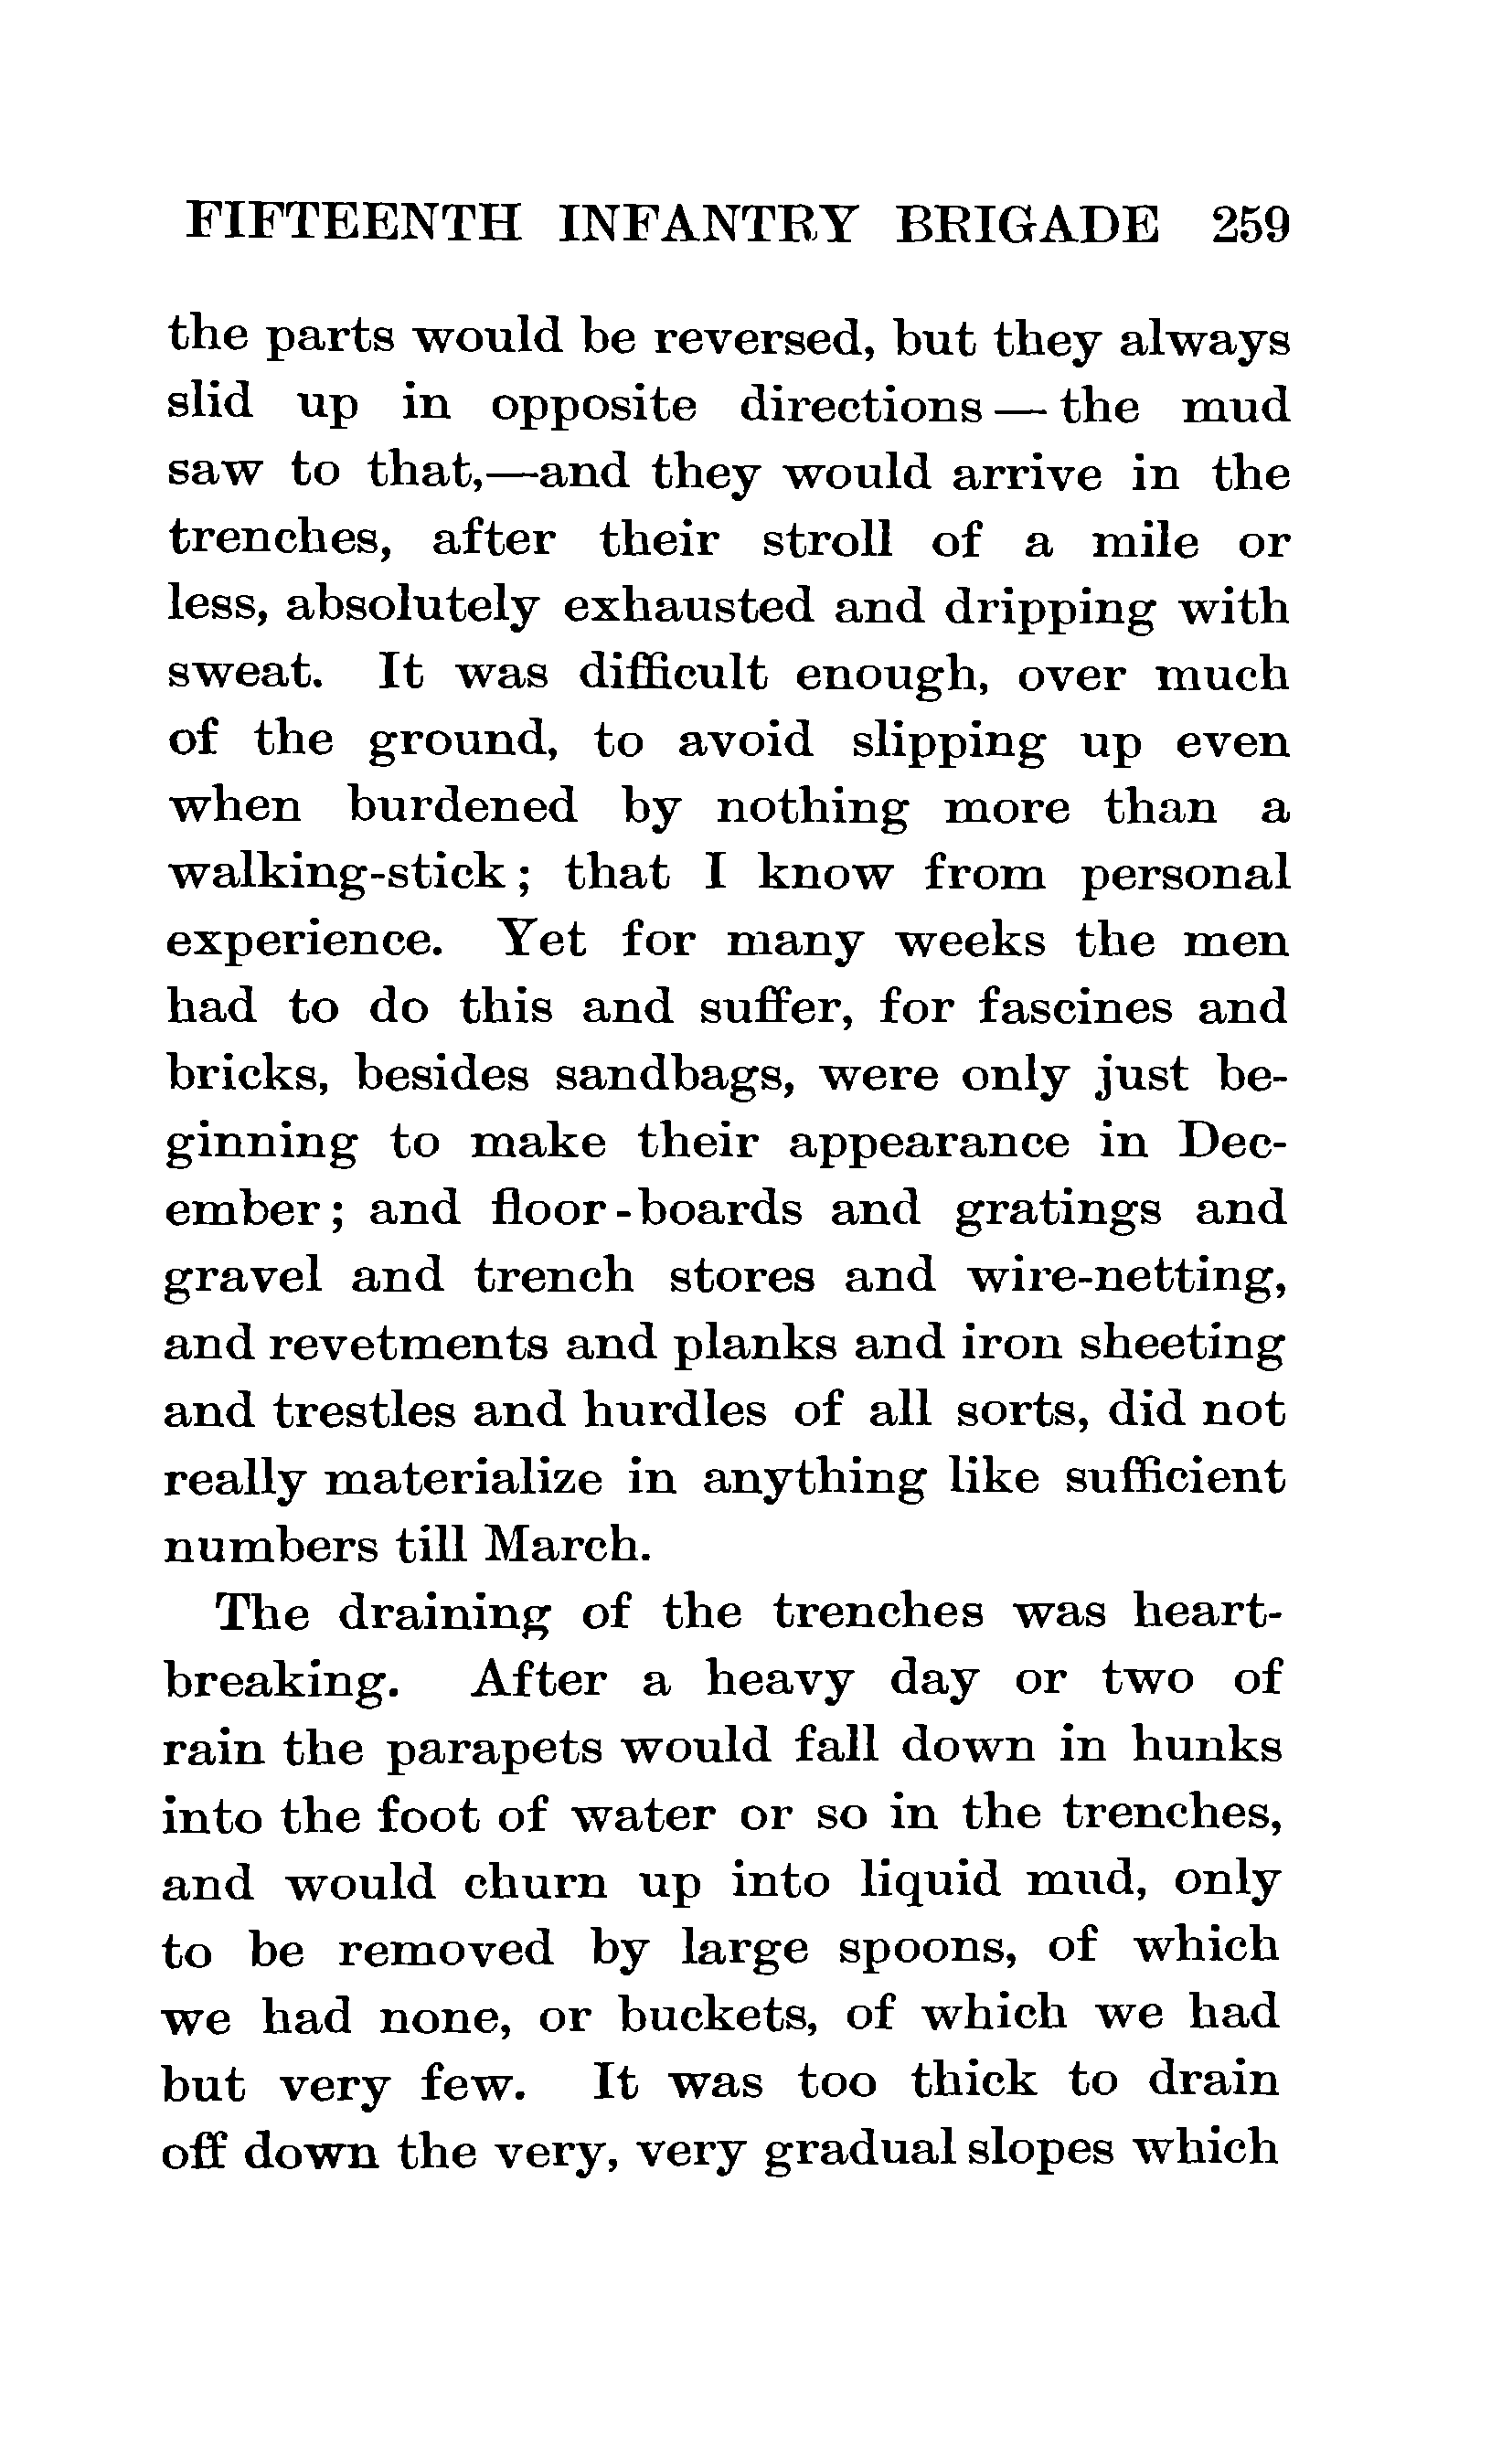 FIFTEENTH INFANTRY BRIGADE 259
the parts would be reversed, but they always
slid up in opposite directions — the mud
saw to that,—and they would arrive in the
trenches, after their stroll of a mile or
less, absolutely exhausted and dripping with
sweat. It was difficult enough, over much
of the ground, to avoid slipping up even
when burdened by nothing more than a
walking-stick; that I know from personal
experience. Yet for many weeks the men
had to do this and suffer, for fascines and
bricks, besides sandbags, were only just be-
ginning to make their appearance in Dec-
ember; and floor-boards and gratings and
gravel and trench stores and wire-netting,
and revetments and planks and iron sheeting
and trestles and hurdles of all sorts, did not
really materialize in anything like sufficient
numbers till March.
The draining of the trenches was heart-
breaking. After a heavy day or two of
rain the parapets would fall down in hunks
into the foot of water or so in the trenches,
and would churn up into liquid mud, only
to be removed by large spoons, of which
we had none, or buckets, of which we had
but very few. It was too thick to drain
off down the very, very gradual slopes which